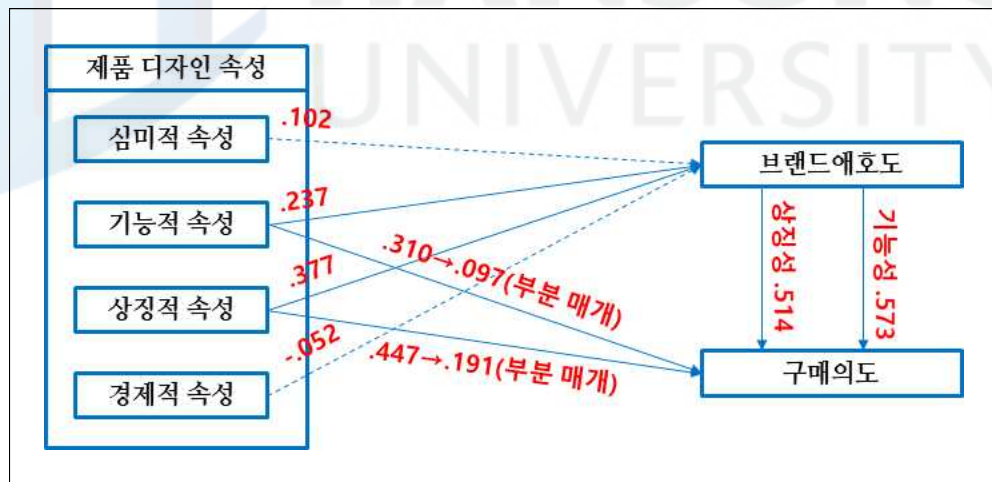 UNIVERSITY
제품 디자인 속성
심미적 속성
기능적 속성
상징적 속성
경제적 속성
.102
.237
.377
-.052
.310→.097(부분 매개)
.447→.191(부분 매개)
브랜드애호도
상징성 .514
기능성 .573
구매의도